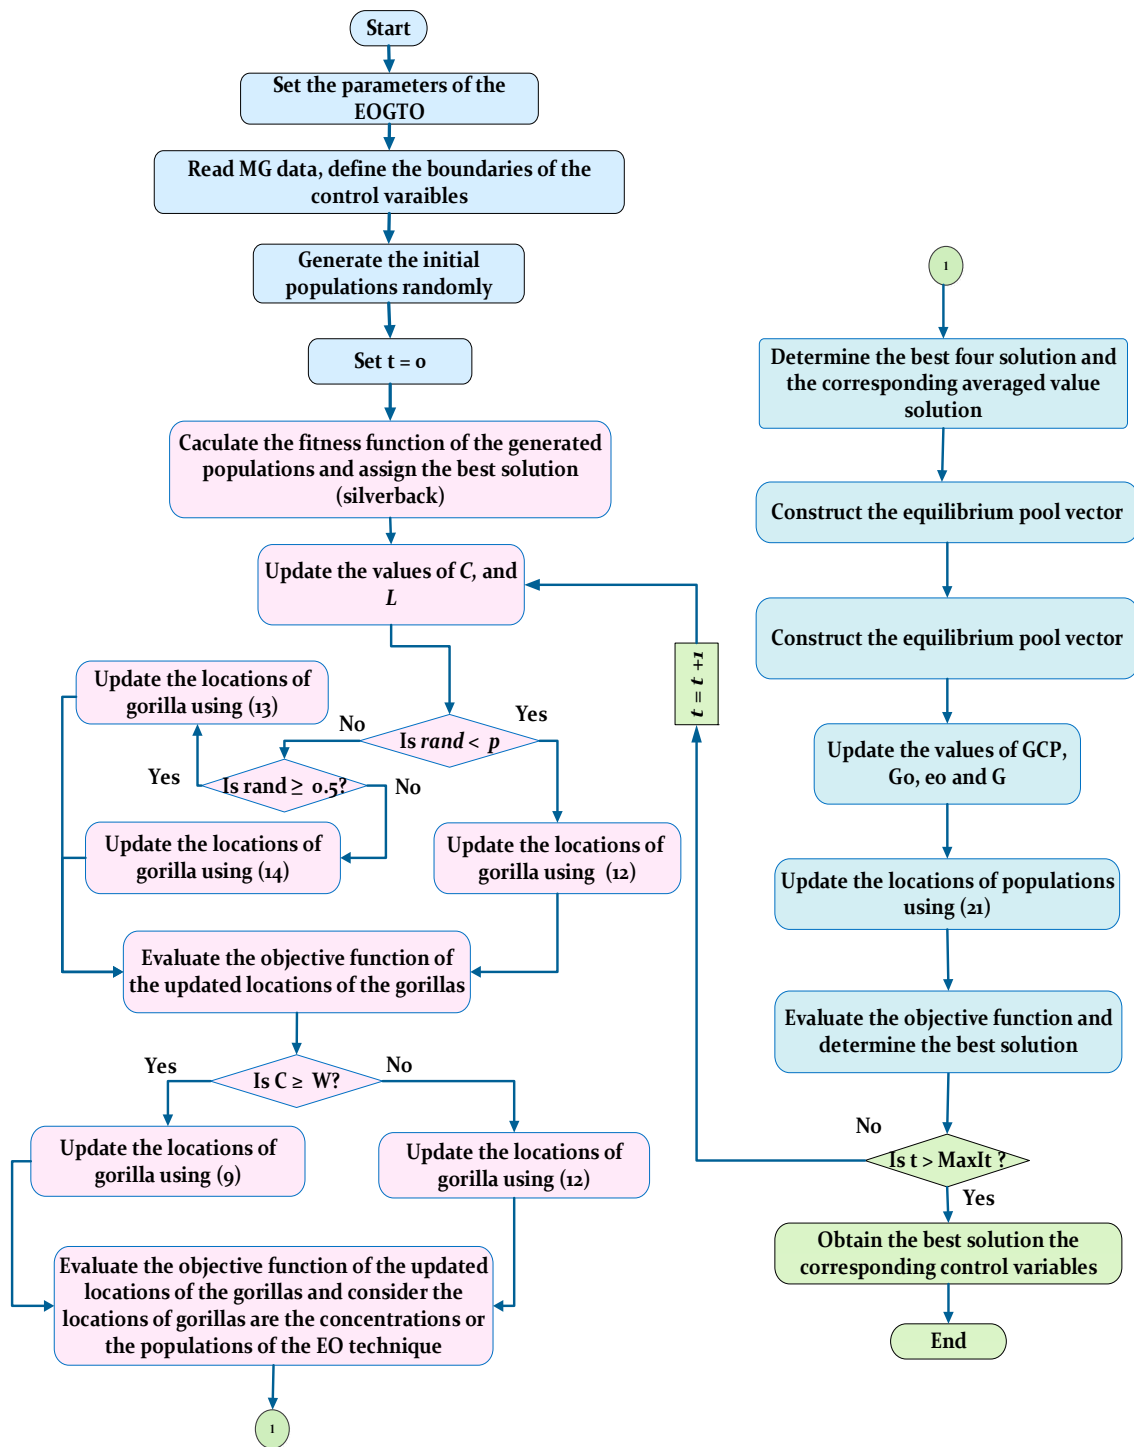 Start
Set the parameters of the
EOGTO
Read MG data, define the boundaries of the
control varaibles
Generate the initial
populations randomly
Set t = 0
Caculate the fitness function of the generated
populations and assign the best solution
(silverback)
Update the values of C, and
L
Update the locations of
gorilla using (13)
No
Yes
Is rand < p
Yes
Is rand ≥ 0.5?
No
Update the locations of
gorilla using (14)
Update the locations of
gorilla using (12)
Evaluate the objective function of
the updated locations of the gorillas
Yes
Is C ≥ W?
No
Update the locations of
gorilla using (9)
Update the locations of
gorilla using (12)
Evaluate the objective function of the updated
locations of the gorillas and consider the
locations of gorillas are the concentrations or
the populations of the EO technique
1
t = t +1
1
Determine the best four solution and
the corresponding averaged value
solution
Construct the equilibrium pool vector
Construct the equilibrium pool vector
Update the values of GCP,
G0, e0 and G
Update the locations of populations
using (21)
Evaluate the objective function and
determine the best solution
No
Is t > MaxIt ?
Yes
Obtain the best solution the
corresponding control variables
End